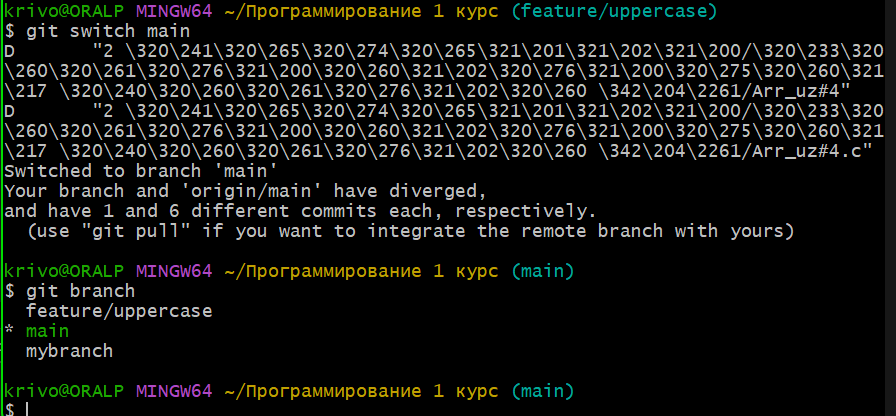 krivo@ORALP MINGW64 ~/Программирование 1 курс (feature/uppercase)
$ git switch main
D       "2 \320\241\320\265\320\274\320\265\321\201\321\202\321\200/\320\233\320
\260\320\261\320\276\321\200\320\260\321\202\320\276\321\200\320\275\320\260\321
\217 \320\240\320\260\320\261\320\276\321\202\320\260 \342\204\2261/Arr_uz#4"
D       "2 \320\241\320\265\320\274\320\265\321\201\321\202\321\200/\320\233\320
\260\320\261\320\276\321\200\320\260\321\202\320\276\321\200\320\275\320\260\321
\217 \320\240\320\260\320\261\320\276\321\202\320\260 \342\204\2261/Arr_uz#4.c"
Switched to branch 'main'
Your branch and 'origin/main' have diverged,
and have 1 and 6 different commits each, respectively.
  (use "git pull" if you want to integrate the remote branch with yours)
krivo@ORALP MINGW64 ~/Программирование 1 курс (main)
$ git branch
  feature/uppercase
* main
  mybranch
krivo@ORALP MINGW64 ~/Программирование 1 курс (main)
$